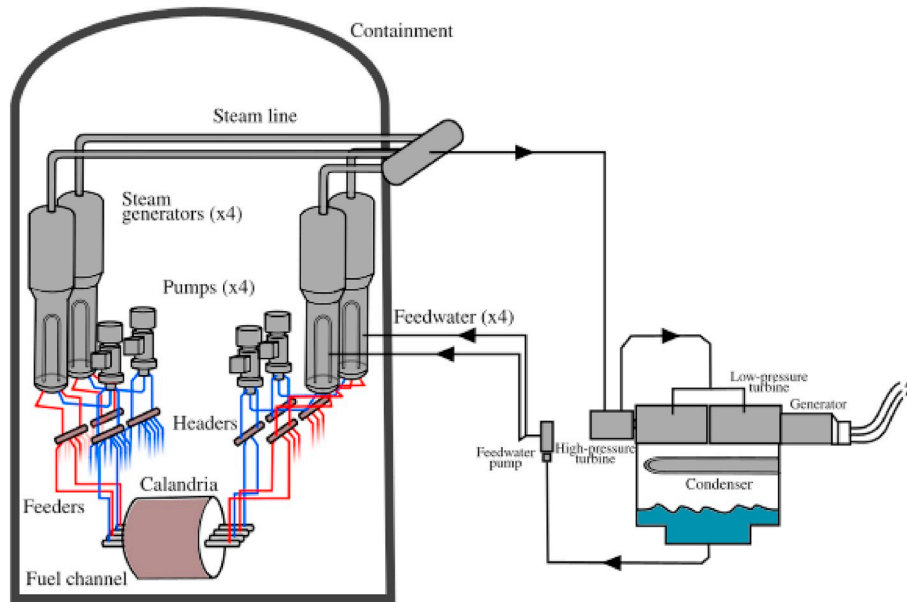 Containment
Steam line
Steam
generators (x4)
Pumps (x4)
Feedwater (x4)
Low-pressure
turbine
Generator
Headers
Feedwater
pump
High-pressure
turbine
Condenser
Calandria
Feeders
Fuel channel